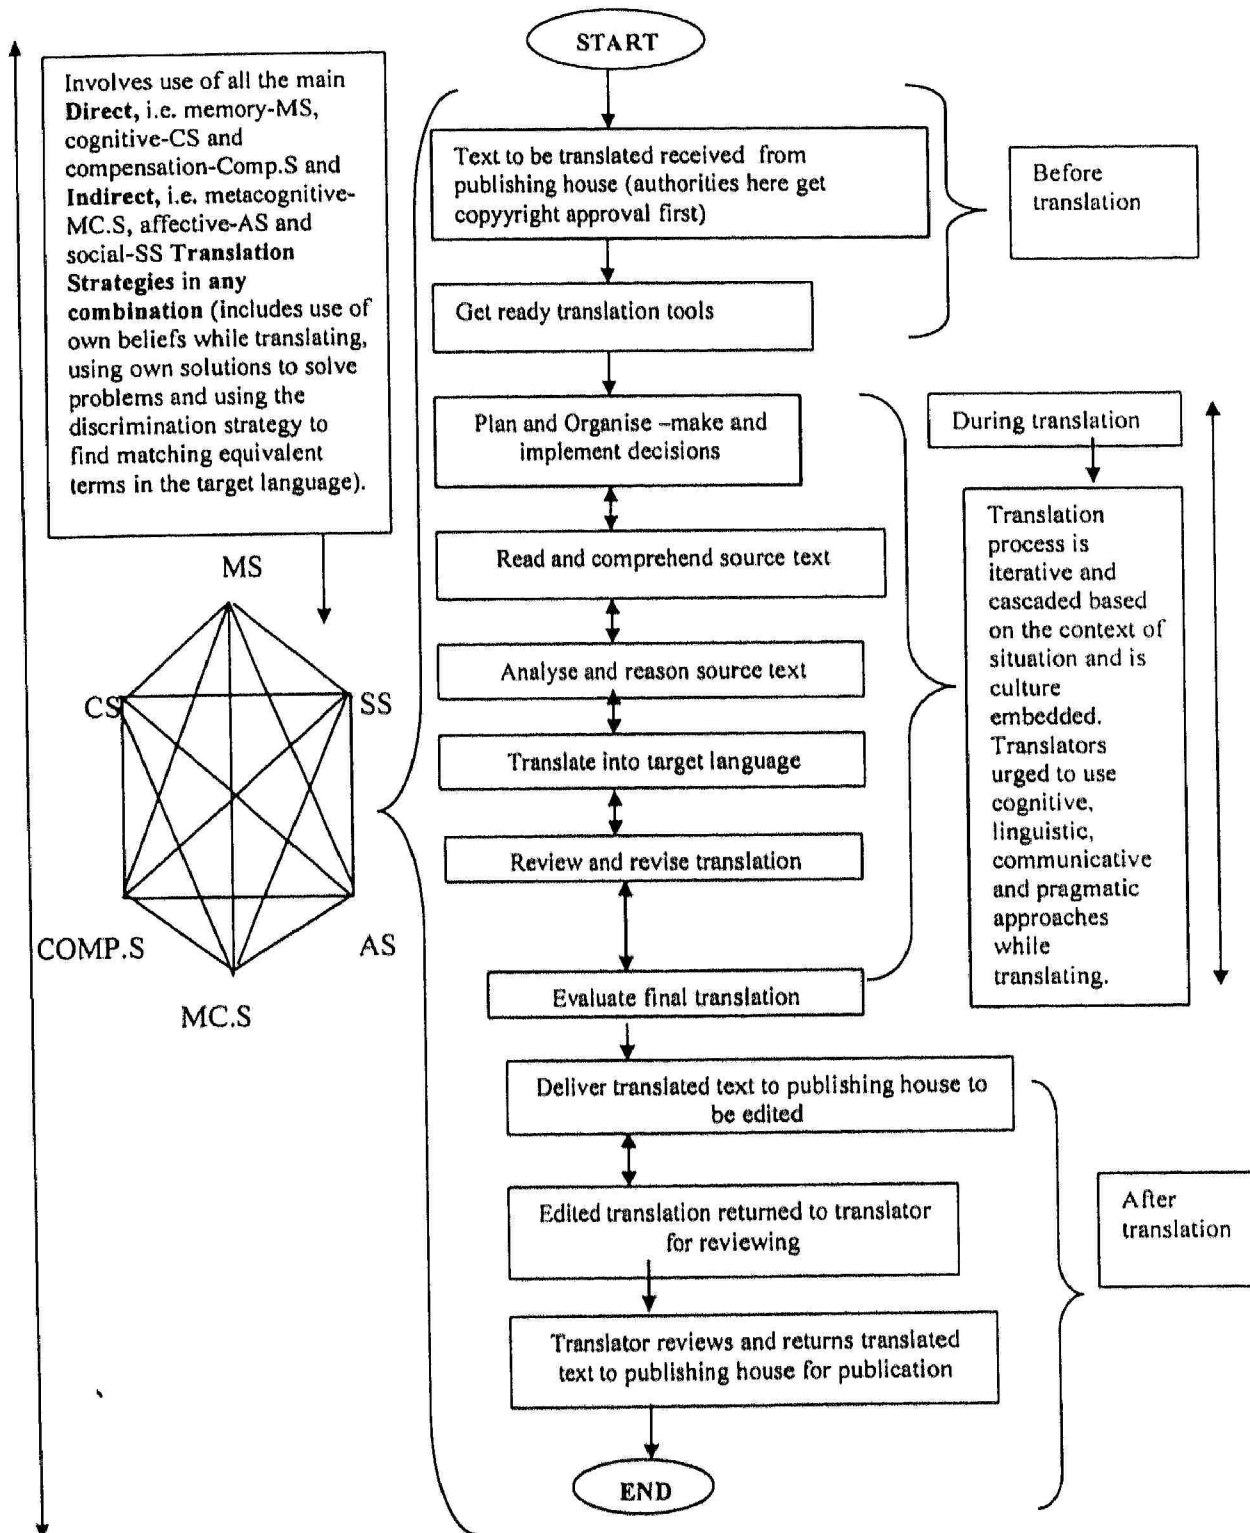 START
Involves use of all the main
Direct, i.e. memory-MS,
cognitive-CS and
compensation-Comp.S and
Indirect, i.e. metacognitive-
MC.S, affective-AS and
social-SS Translation
Strategies in any
combination (includes use of
own beliefs while translating,
using own solutions to solve
problems and using the
discrimination strategy to
find matching equivalent
terms in the target language).
MS
CS
SS
COMP.S
AS
MC.S
Text to be translated received from
publishing house (authorities here get
copyyright approval first)
Get ready translation tools
Before
translation
Plan and Organise –make and
implement decisions
Read and comprehend source text
Analyse and reason source text
Translate into target language
Review and revise translation
Evaluate final translation
During translation
Translation
process is
iterative and
cascaded based
on the context of
situation and is
culture
embedded.
Translators
urged to use
cognitive,
linguistic,
communicative
and pragmatic
approaches
while
translating.
Deliver translated text to publishing house to
be edited
Edited translation returned to translator
for reviewing
Translator reviews and returns translated
text to publishing house for publication
After
translation
END